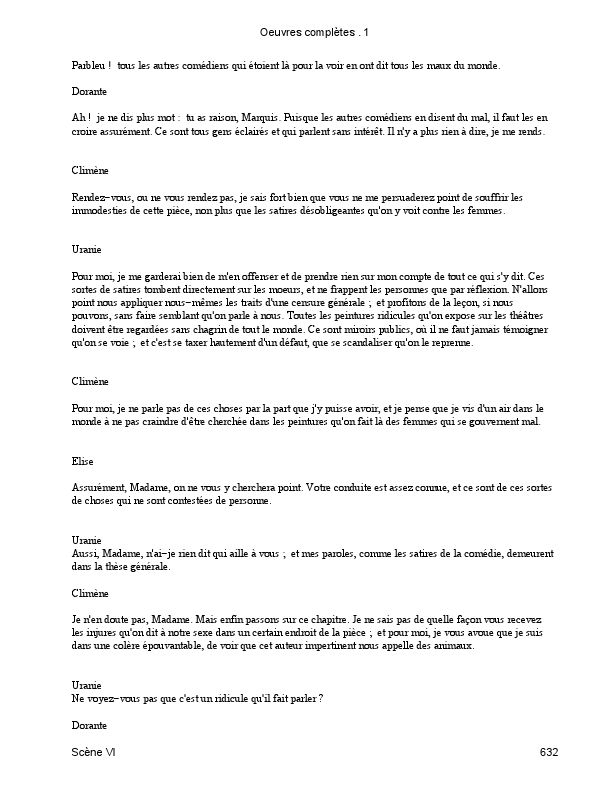 Oeuvres complètes . 1
Parbleu !  tous les autres comédiens qui étoient là pour la voir en ont dit tous les maux du monde.
Dorante
Ah !  je ne dis plus mot :  tu as raison, Marquis. Puisque les autres comédiens en disent du mal, il faut les en
croire assurément. Ce sont tous gens éclairés et qui parlent sans intérêt. Il n'y a plus rien à dire, je me rends.
Climène
Rendez-vous, ou ne vous rendez pas, je sais fort bien que vous ne me persuaderez point de souffrir les
immodesties de cette pièce, non plus que les satires désobligeantes qu'on y voit contre les femmes.
Uranie
Pour moi, je me garderai bien de m'en offenser et de prendre rien sur mon compte de tout ce qui s'y dit. Ces
sortes de satires tombent directement sur les moeurs, et ne frappent les personnes que par réflexion. N'allons
point nous appliquer nous-mêmes les traits d'une censure générale ;  et profitons de la leçon, si nous
pouvons, sans faire semblant qu'on parle à nous. Toutes les peintures ridicules qu'on expose sur les théâtres
doivent être regardées sans chagrin de tout le monde. Ce sont miroirs publics, où il ne faut jamais témoigner
qu'on se voie ;  et c'est se taxer hautement d'un défaut, que se scandaliser qu'on le reprenne.
Climène
Pour moi, je ne parle pas de ces choses par la part que j'y puisse avoir, et je pense que je vis d'un air dans le
monde à ne pas craindre d'être cherchée dans les peintures qu'on fait là des femmes qui se gouvernent mal.
Elise
Assurément, Madame, on ne vous y cherchera point. Votre conduite est assez connue, et ce sont de ces sortes
de choses qui ne sont contestées de personne.
Uranie
Aussi, Madame, n'ai-je rien dit qui aille à vous ;  et mes paroles, comme les satires de la comédie, demeurent
dans la thèse générale.
Climène
Je n'en doute pas, Madame. Mais enfin passons sur ce chapitre. Je ne sais pas de quelle façon vous recevez
les injures qu'on dit à notre sexe dans un certain endroit de la pièce ;  et pour moi, je vous avoue que je suis
dans une colère épouvantable, de voir que cet auteur impertinent nous appelle des animaux.
Uranie
Ne voyez-vous pas que c'est un ridicule qu'il fait parler ?
Dorante
Scène VI 632